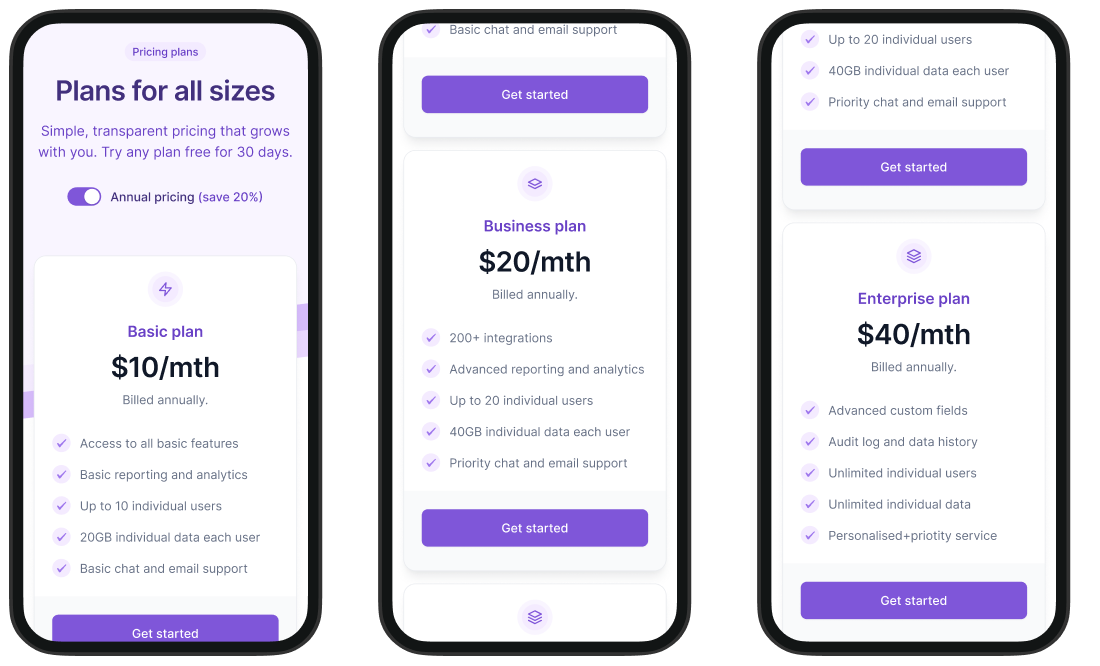 Pricing plans
Plans for all sizes
Simple, transparent pricing that grows
with you. Try any plan free for 30 days.
Annual pricing (save 20%)
Basic plan
$10/mth
Billed annually.
Access to all basic features
Basic reporting and analytics
Up to 10 individual users
20GB individual data each user
Basic chat and email support
Get started
Basic chat and email support
Get started
Business plan
$20/mth
Billed annually.
200+ integrations
Advanced reporting and analytics
Up to 20 individual users
40GB individual data each user
Priority chat and email support
Get started
Up to 20 individual users
40GB individual data each user
Priority chat and email support
Get started
Enterprise plan
$40/mth
Billed annually.
Advanced custom fields
Audit log and data history
Unlimited individual users
Unlimited individual data
Personalised+priotity service
Get started